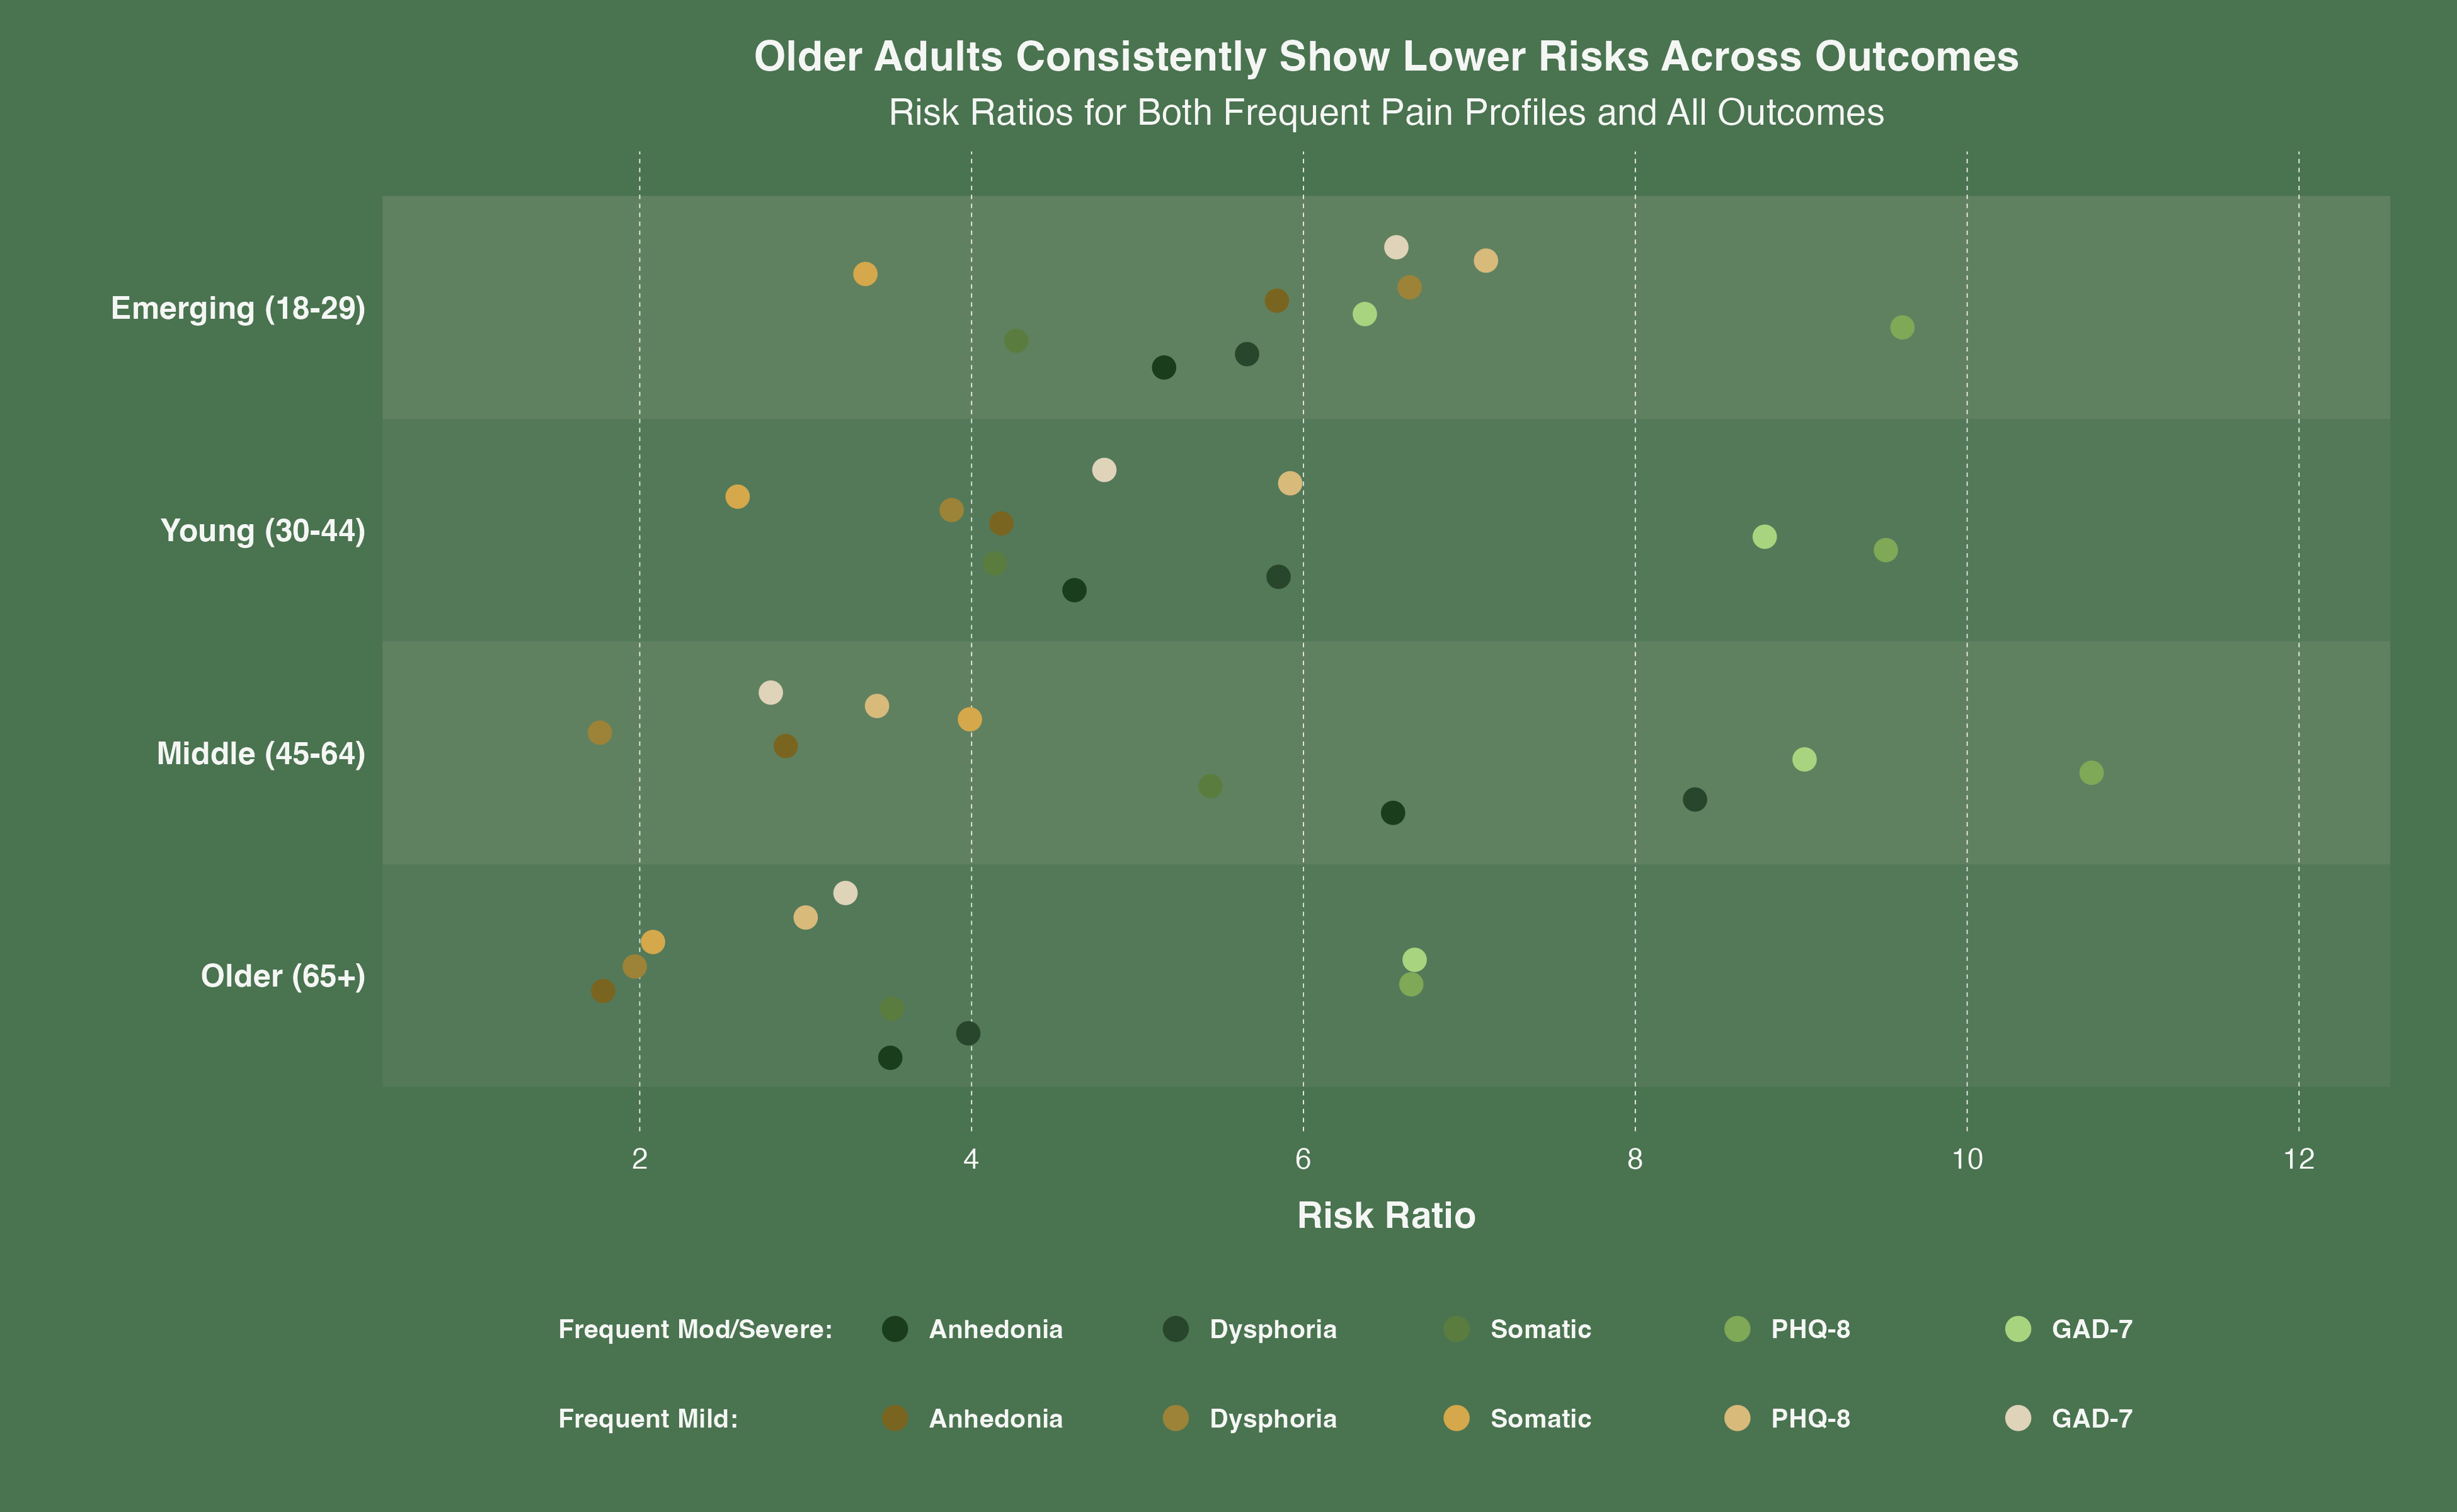 Older Adults Consistently Show Lower Risks Across Outcomes
Risk Ratios for Both Frequent Pain Profiles and All Outcomes
Emerging (18-29)
Young (30-44)
Middle (45-64)
Older (65+)
2 4 6 8 10 12
Risk Ratio
Frequent Mod/Severe: Anhedonia Dysphoria Somatic PHQ-8 GAD-7
Frequent Mild: Anhedonia Dysphoria Somatic PHQ-8 GAD-7